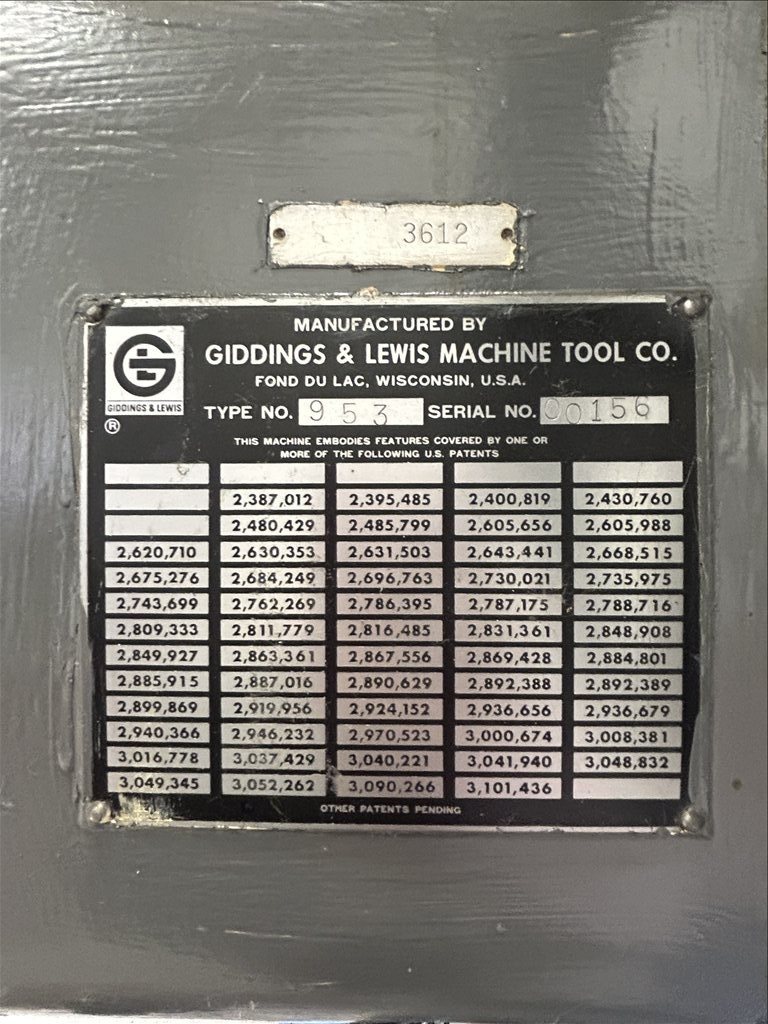 3612
MANUFACTURED BY
GIDDINGS & LEWIS MACHINE TOOL CO.
FOND DU LAC, WISCONSIN, U.S.A.
G
GIDDINGS & LEWIS
®
TYPE NO. 953 SERIAL NO. 00156
THIS MACHINE EMBODIES FEATURES COVERED BY ONE OR
MORE OF THE FOLLOWING U.S. PATENTS
2,387,012 2,395,485 2,400,819 2,430,760
2,480,429 2,485,799 2,605,656 2,605,988
2,620,710 2,630,353 2,631,503 2,643,441 2,668,515
2,675,276 2,684,249 2,696,763 2,730,021 2,735,975
2,743,699 2,762,269 2,786,395 2,787,175 2,788,716
2,809,333 2,811,779 2,816,485 2,831,361 2,848,908
2,849,927 2,863,361 2,867,556 2,869,428 2,884,801
2,885,915 2,887,016 2,890,629 2,892,388 2,892,389
2,899,869 2,919,956 2,924,152 2,936,656 2,936,679
2,940,366 2,946,232 2,970,523 3,000,674 3,008,381
3,016,778 3,037,429 3,040,221 3,041,940 3,048,832
3,049,345 3,052,262 3,090,266 3,101,436
OTHER PATENTS PENDING